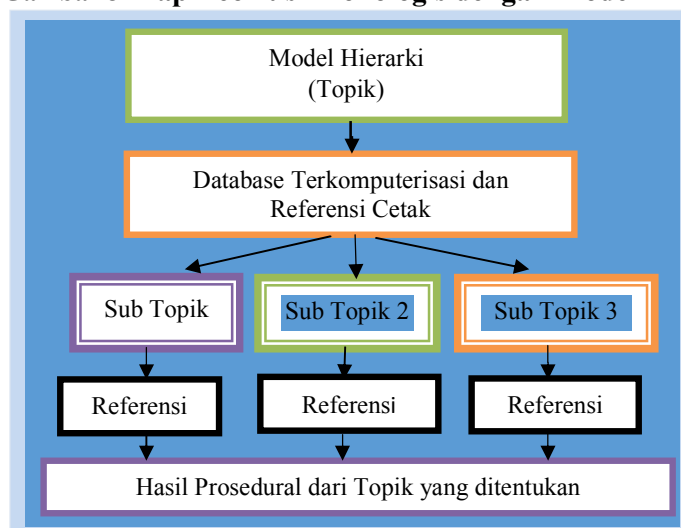 Model Hierarki
(Topik)
Database Terkomputerisasi dan
Referensi Cetak
Sub Topik
Sub Topik 2
Sub Topik 3
Referensi
Referensi
Referensi
Hasil Prosedural dari Topik yang ditentukan